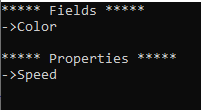 ***** Fields *****
->Color
***** Properties *****
->Speed